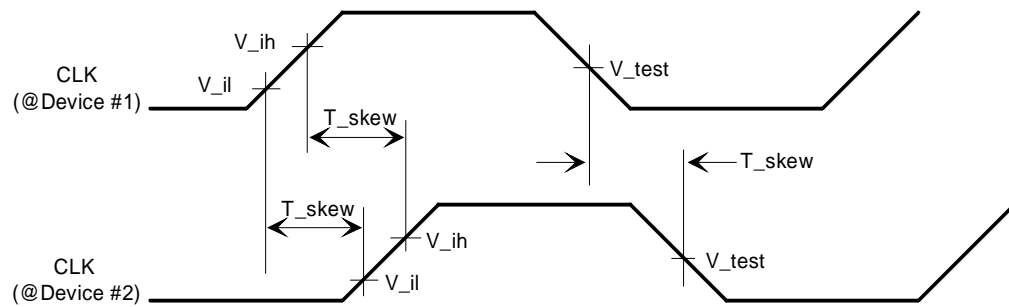 V_ih
V_test
CLK
(@Device #1)
V_il
T_skew
T_skew
T_skew
V_ih
V_test
CLK
(@Device #2)
V_il